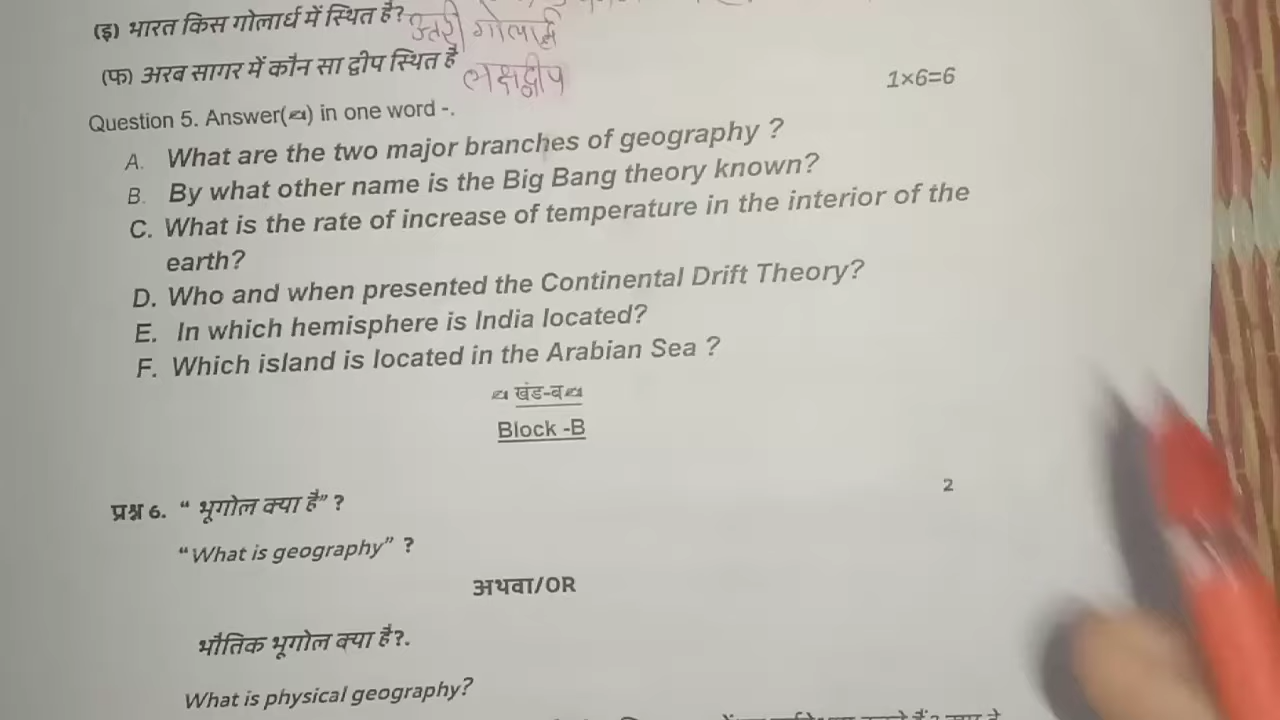 (इ) भारत किस गोलार्ध में स्थित है? उत्तरी गोलार्द्ध
(फ) अरब सागर में कौन सा द्वीप स्थित है लक्षद्वीप
1×6=6
Question 5. Answer(ୟ) in one word -.
A. What are the two major branches of geography ?
B. By what other name is the Big Bang theory known?
C. What is the rate of increase of temperature in the interior of the
earth?
D. Who and when presented the Continental Drift Theory?
E. In which hemisphere is India located?
F. Which island is located in the Arabian Sea ?
खंड-ब
Block -B
प्रश्न 6. “ भूगोल क्या है” ? 2
“What is geography” ?
अथवा/OR
भौतिक भूगोल क्या है?.
What is physical geography?